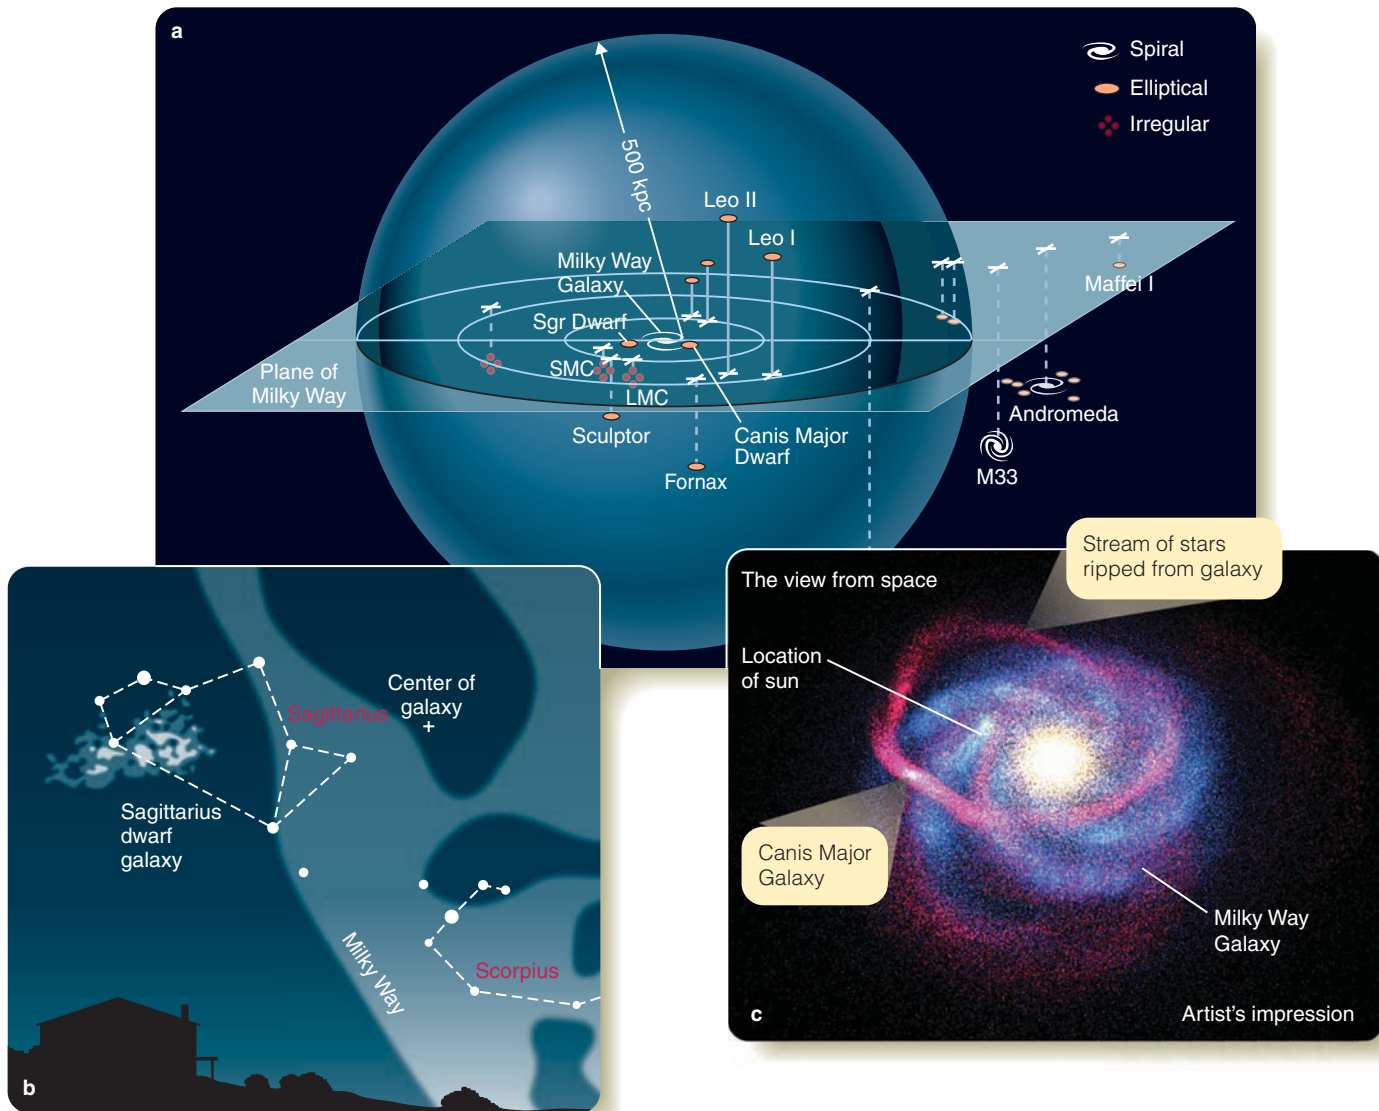 a
Spiral
Elliptical
Irregular
500 kpc
Leo II
Leo I
Milky Way
Galaxy
Sgr Dwarf
SMC
LMC
Plane of
Milky Way
Sculptor
Fornax
Canis Major
Dwarf
Maffei I
Andromeda
M33
Sagittarius
Center of
galaxy
+
Sagittarius
dwarf
galaxy
Milky Way
Scorpius
b
The view from space
Stream of stars
ripped from galaxy
Location
of sun
Canis Major
Galaxy
Milky Way
Galaxy
c
Artist's impression